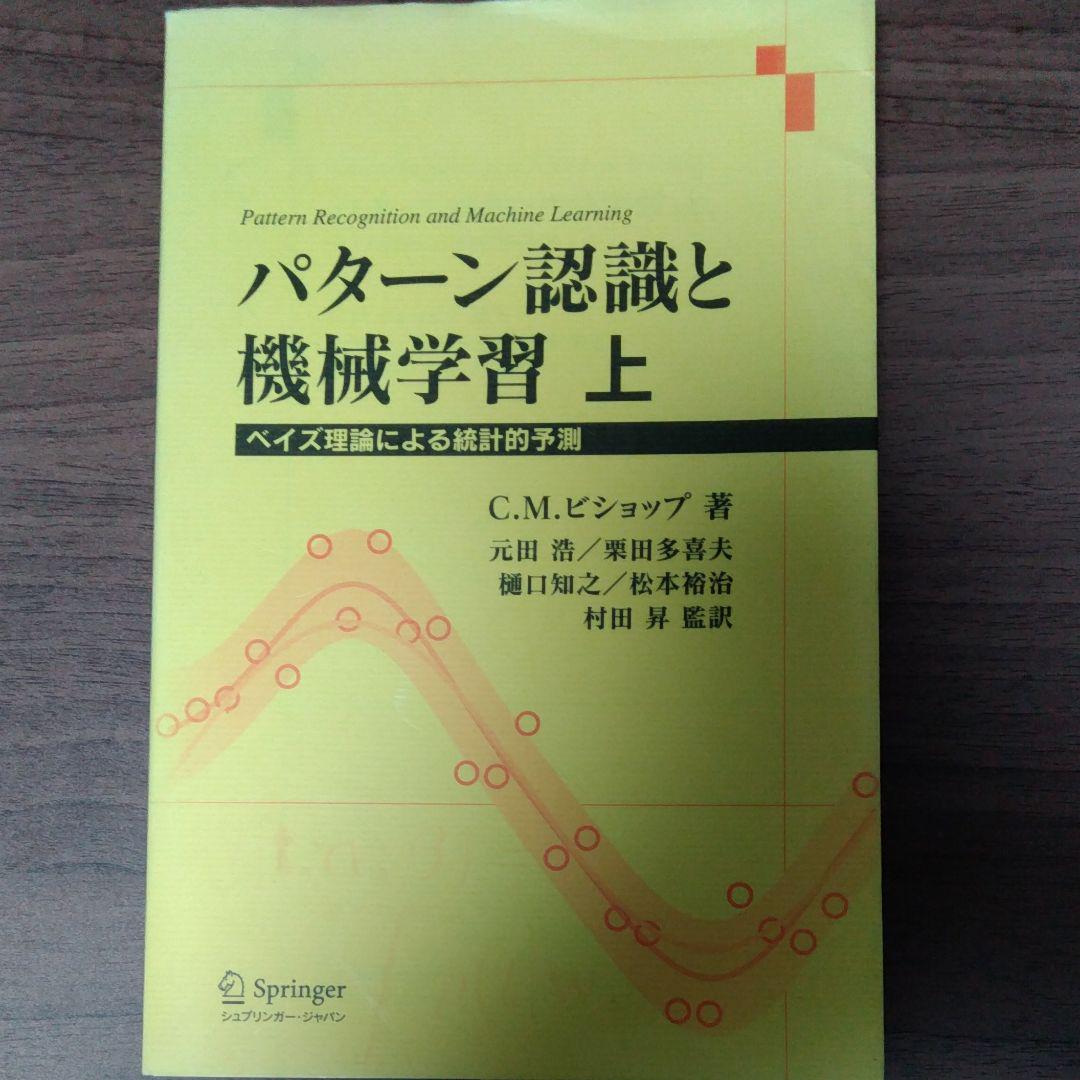 Pattern Recognition and Machine Learning
パターン認識と
機械学習 上
ベイズ理論による統計的予測
C.M.ビショップ 著
元田 浩／栗田多喜夫
樋口知之／松本裕治
村田 昇 監訳
Springer
シュプリンガー・ジャパン